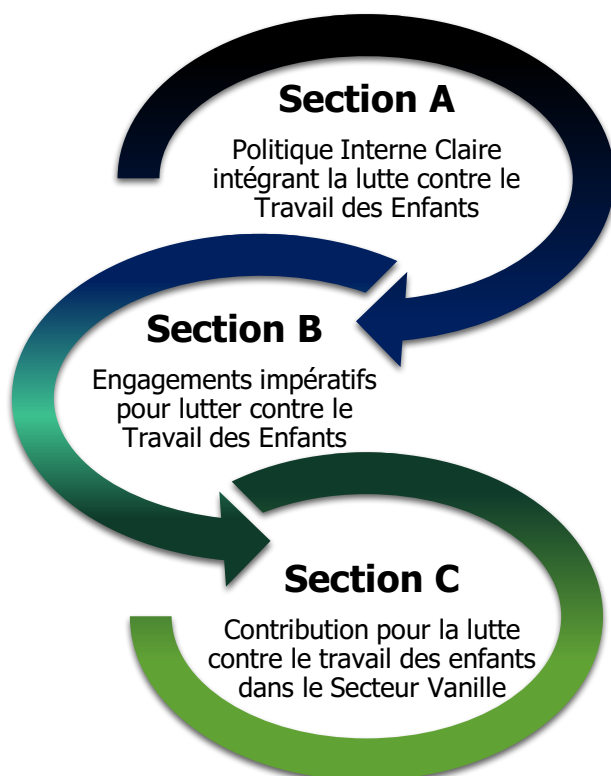 Section A
Politique Interne Claire
intégrant la lutte contre le
Travail des Enfants
Section B
Engagements impératifs
pour lutter contre le
Travail des Enfants
Section C
Contribution pour la lutte
contre le travail des enfants
dans le Secteur Vanille